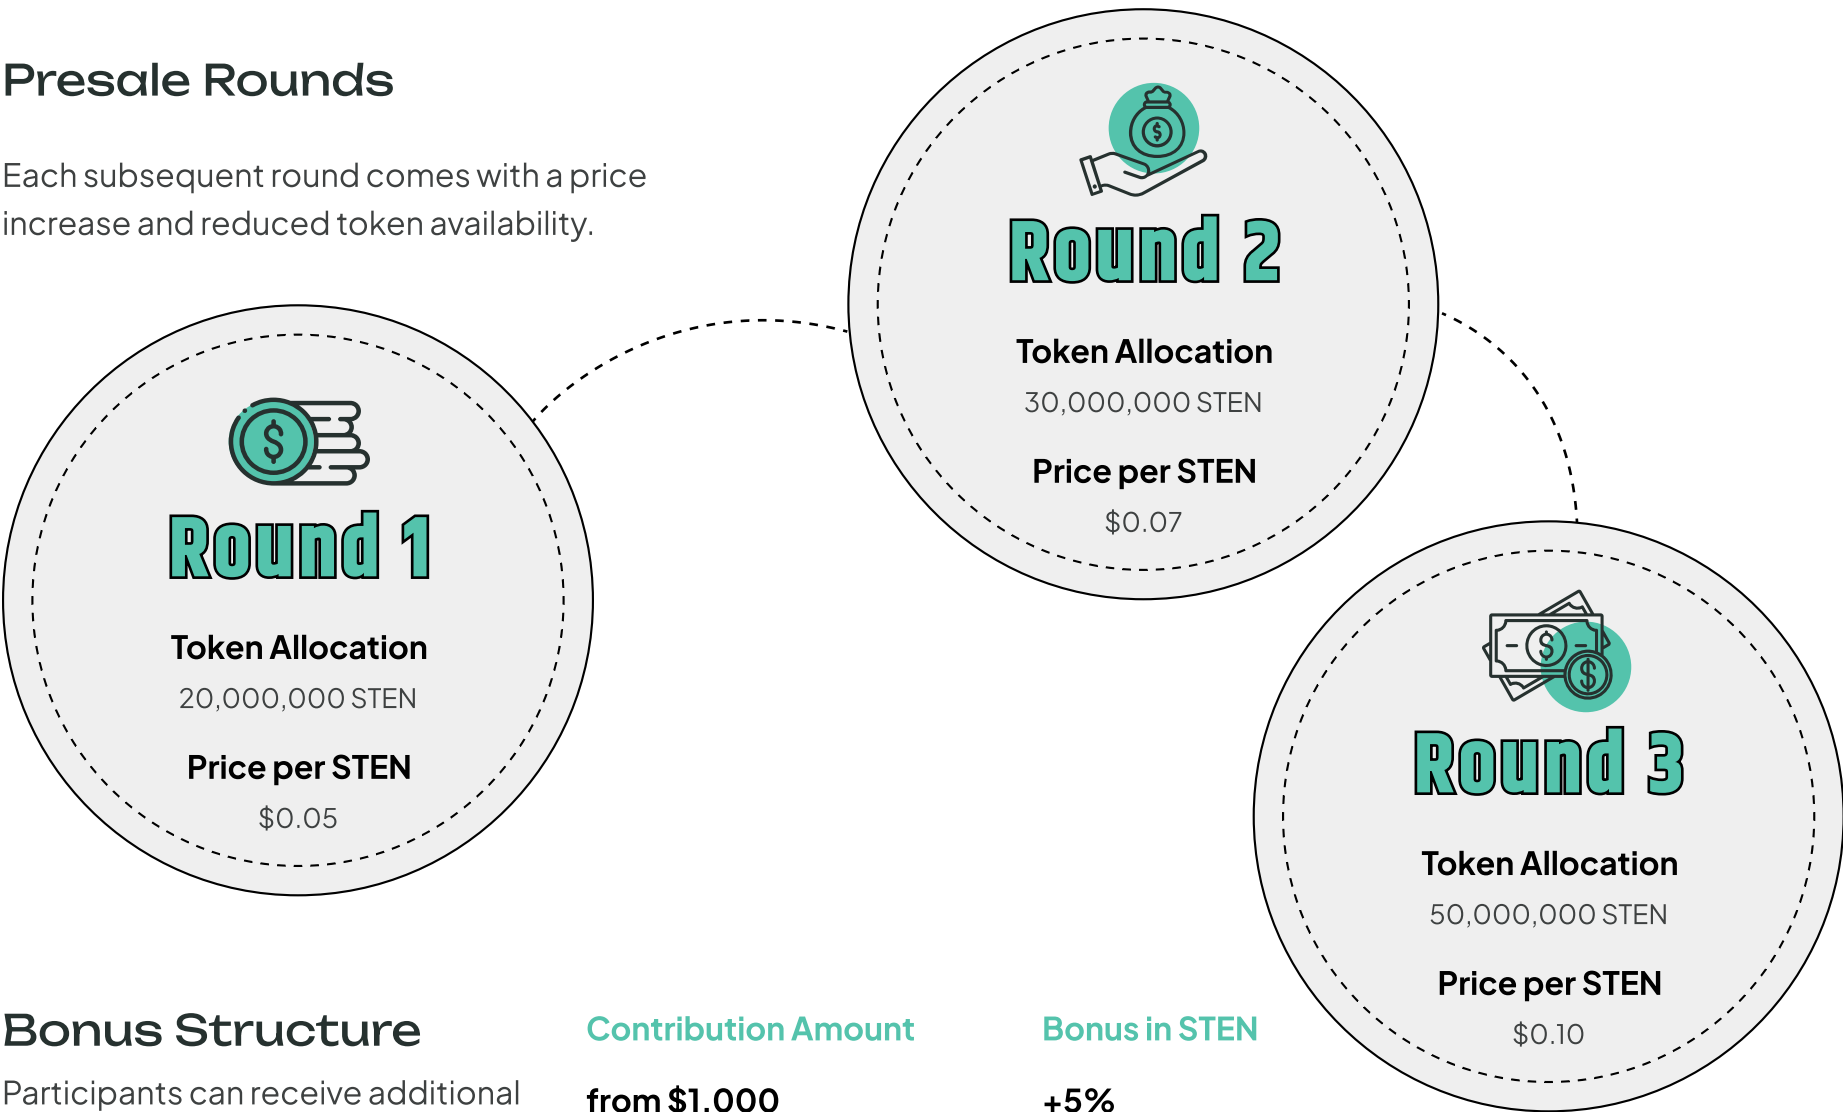 Presale Rounds
Each subsequent round comes with a price
increase and reduced token availability.
Round 1
Token Allocation
20,000,000 STEN
Price per STEN
$0.05
Round 2
Token Allocation
30,000,000 STEN
Price per STEN
$0.07
Round 3
Token Allocation
50,000,000 STEN
Price per STEN
$0.10
Bonus Structure
Participants can receive additional
Contribution Amount
from $1,000
Bonus in STEN
+5%